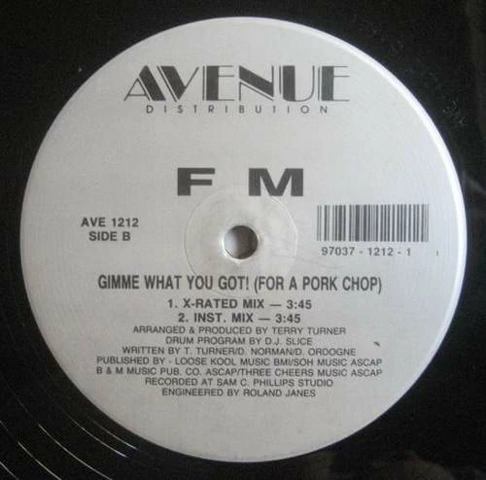 AVENUE
DISTRIBUTION
F M
AVE 1212
SIDE B
97037 - 1212 - 1
GIMME WHAT YOU GOT! (FOR A PORK CHOP)
1. X-RATED MIX — 3:45
2. INST. MIX — 3:45
ARRANGED & PRODUCED BY TERRY TURNER
DRUM PROGRAM BY D.J. SLICE
WRITTEN BY T. TURNER/D. NORMAN/D. ORDOGNE
PUBLISHED BY - LOOSE KOOL MUSIC BMI/SOH MUSIC ASCAP
B & M MUSIC PUB. CO. ASCAP/THREE CHEERS MUSIC ASCAP
RECORDED AT SAM C. PHILLIPS STUDIO
ENGINEERED BY ROLAND JANES